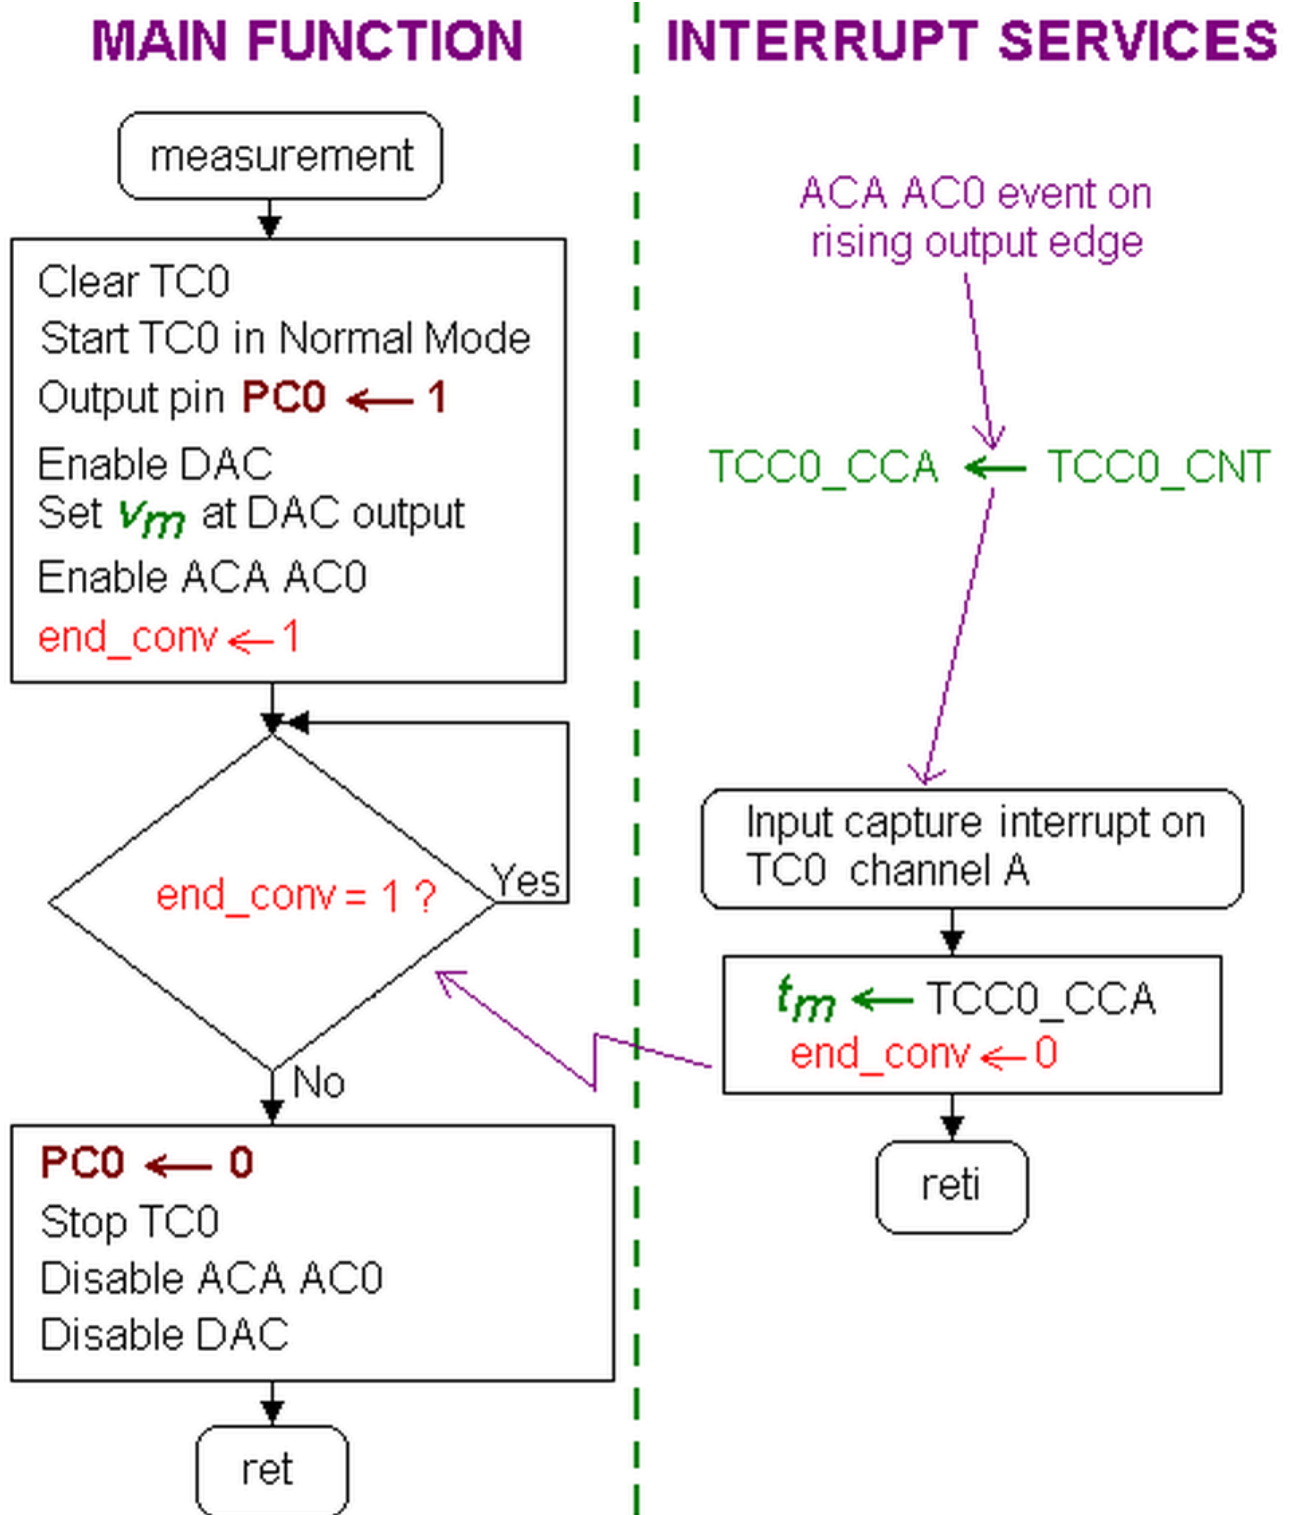 MAIN FUNCTION
measurement
Clear TC0
Start TC0 in Normal Mode
Output pin PC0 ← 1
Enable DAC
Set vm at DAC output
Enable ACA AC0
end_conv ← 1
end_conv = 1 ?
Yes
No
PC0 ← 0
Stop TC0
Disable ACA AC0
Disable DAC
ret
INTERRUPT SERVICES
ACA AC0 event on
rising output edge
TCC0_CCA ← TCC0_CNT
Input capture interrupt on
TC0 channel A
tm ← TCC0_CCA
end_conv ← 0
reti